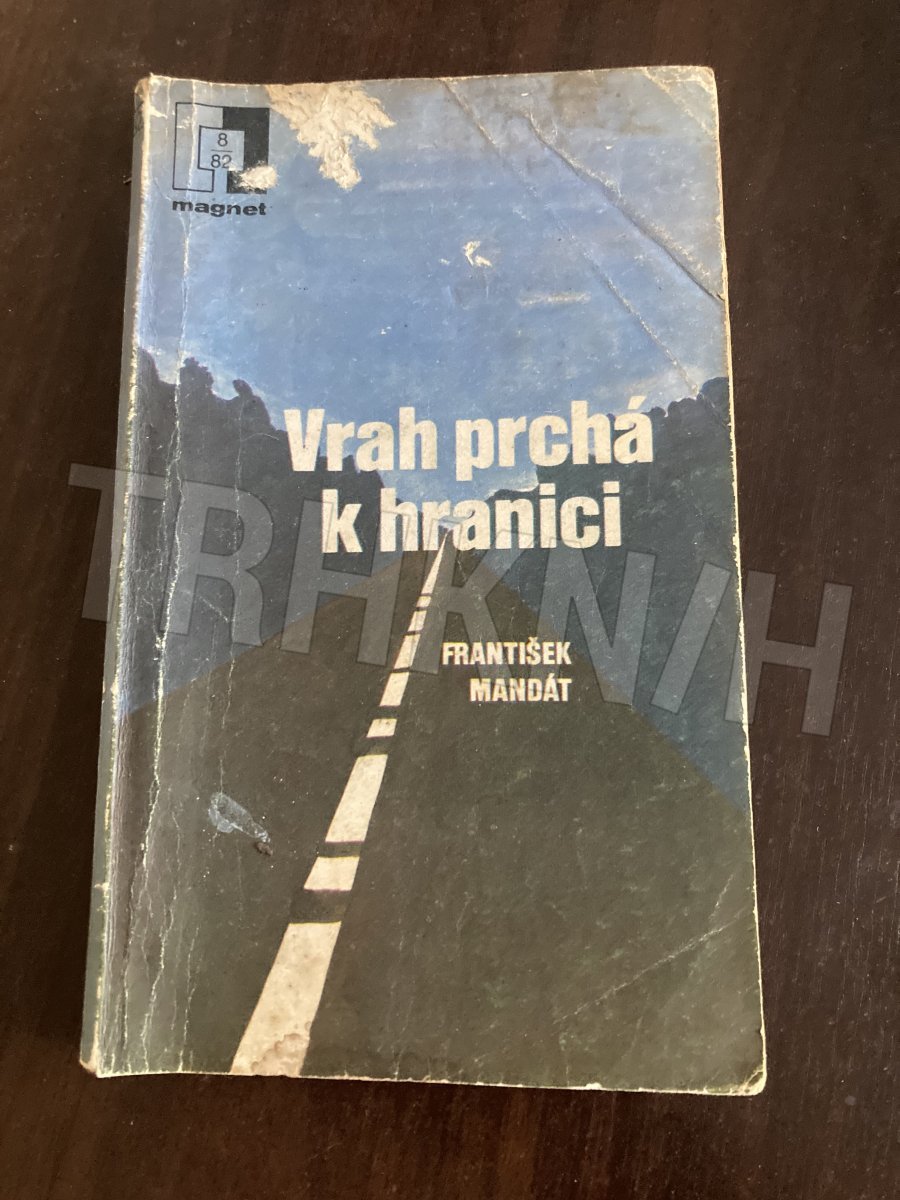 8
82
magnet
Vrah prchá
k hranici
FRANTIŠEK
MANDÁT
TRHKNIH